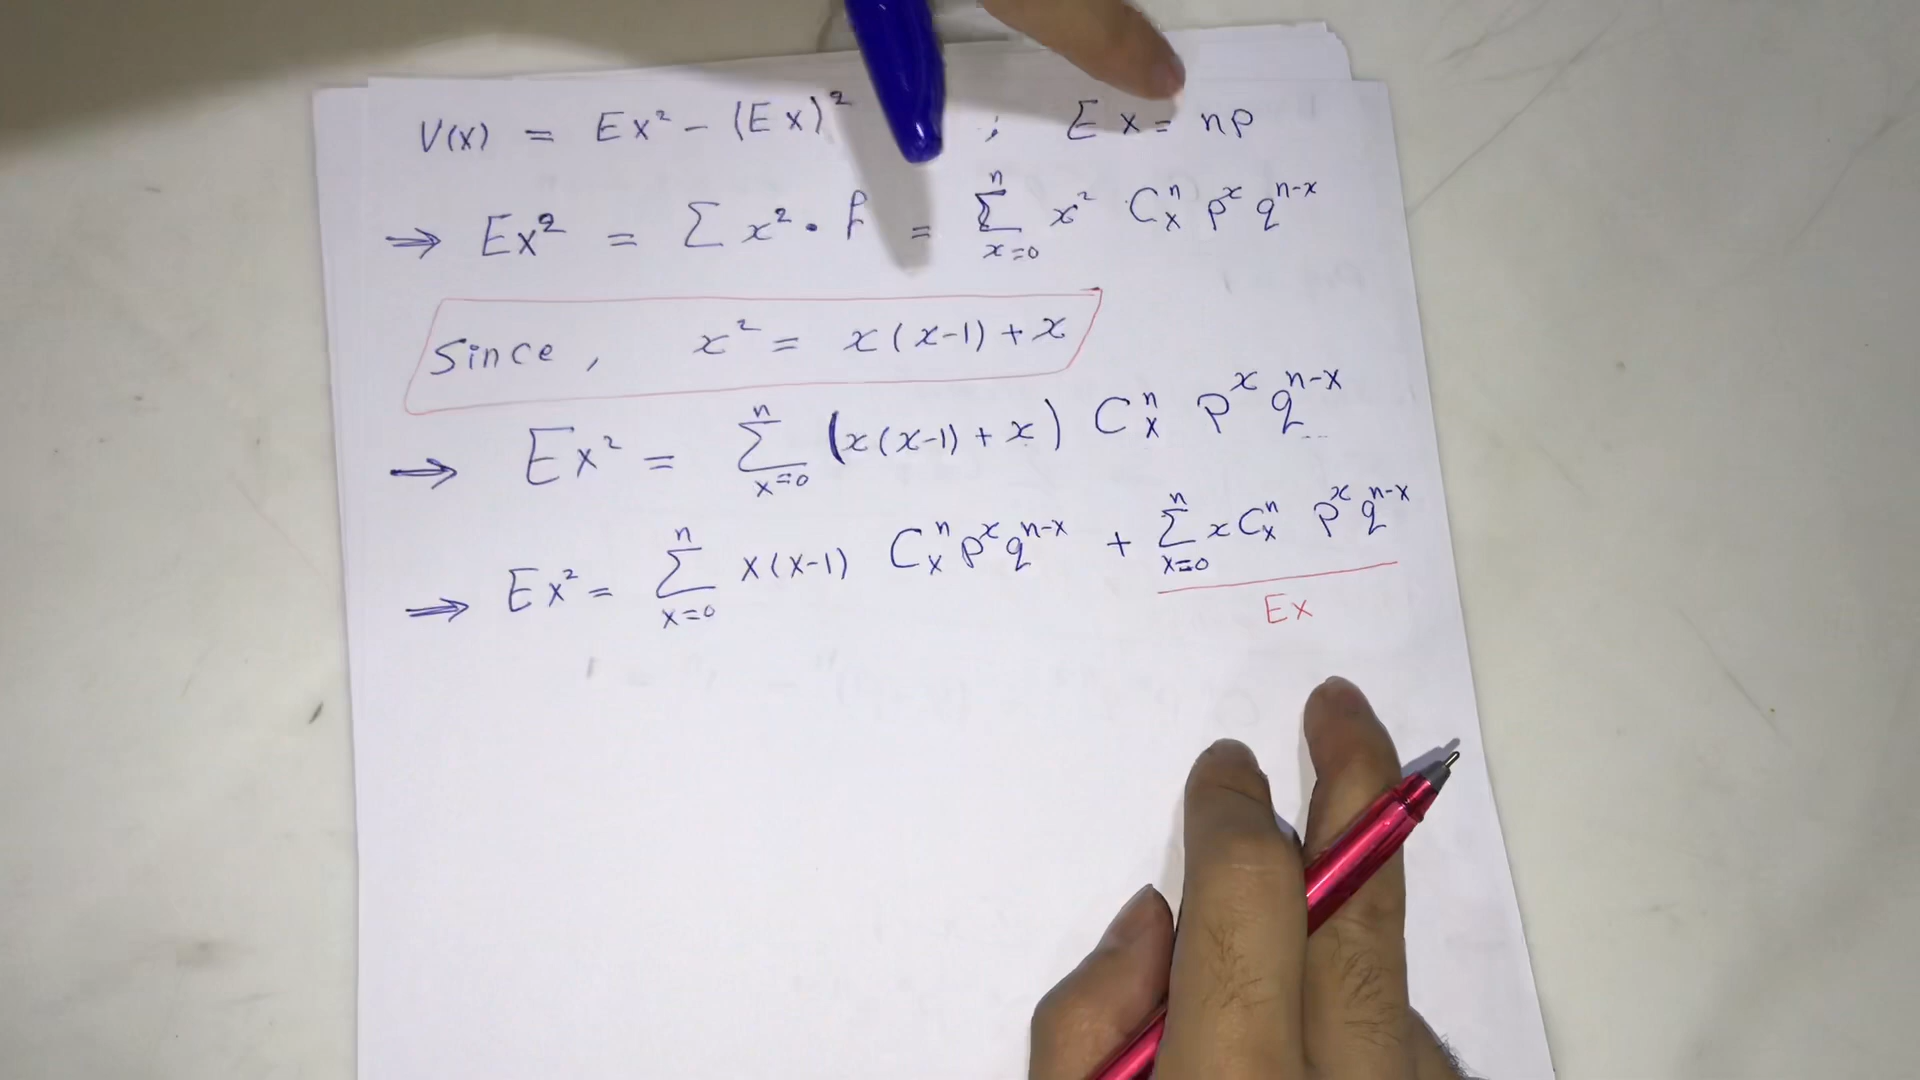 V(x) = Ex² - (Ex)² ; Ex = np
⇒ Ex² = Σ x² · f = Σ_{x=0}^{n} x² C_x^n p^x q^{n-x}
Since, x² = x(x-1) + x
⇒ Ex² = Σ_{x=0}^{n} (x(x-1) + x) C_x^n p^x q^{n-x}
⇒ Ex² = Σ_{x=0}^{n} x(x-1) C_x^n p^x q^{n-x} + Σ_{x=0}^{n} x C_x^n p^x q^{n-x}
Ex